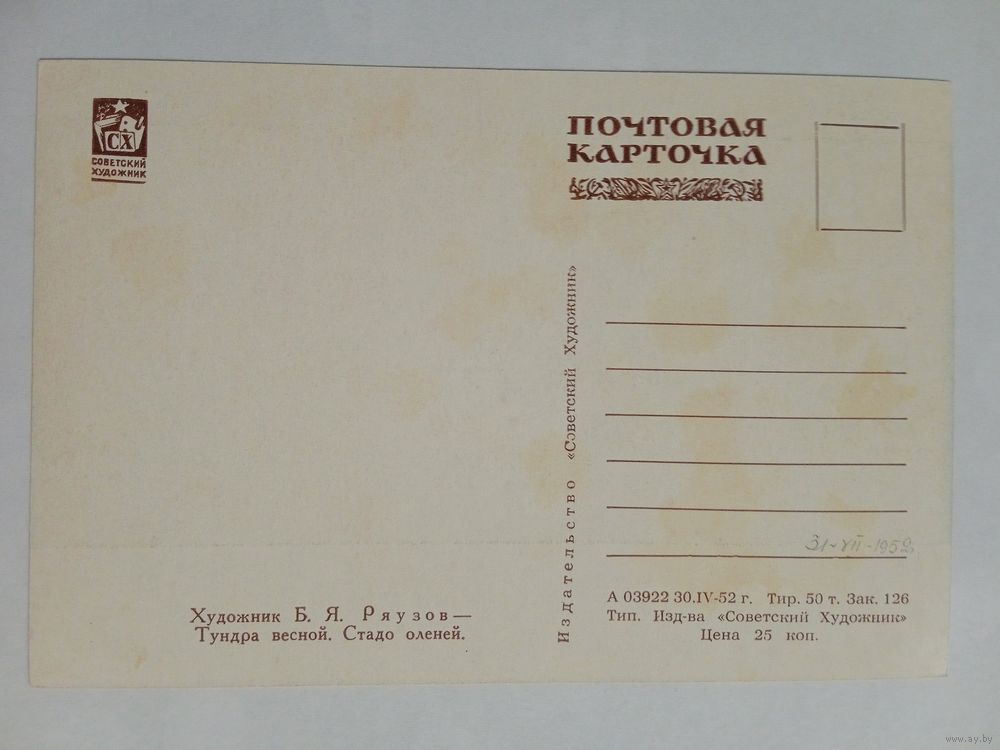 СХ
СОВЕТСКИЙ
ХУДОЖНИК
ПОЧТОВАЯ
КАРТОЧКА
Издательство «Советский Художник»
31-VII-1952
Художник Б. Я. Ряузов—
Тундра весной. Стадо оленей.
А 03922 30.IV-52 г. Тир. 50 т. Зак. 126
Тип. Изд-ва «Советский Художник»
Цена 25 коп.
www.ay.by